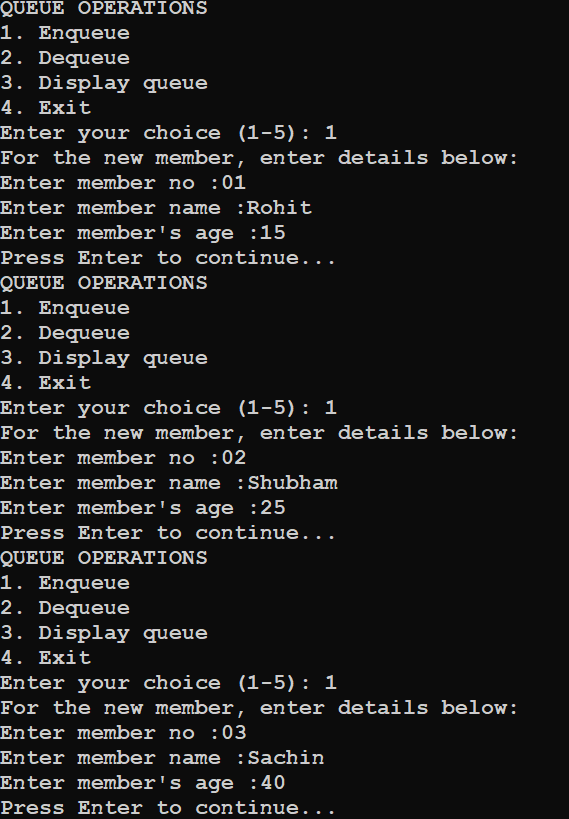 QUEUE OPERATIONS
1. Enqueue
2. Dequeue
3. Display queue
4. Exit
Enter your choice (1-5): 1
For the new member, enter details below:
Enter member no :01
Enter member name :Rohit
Enter member's age :15
Press Enter to continue...
QUEUE OPERATIONS
1. Enqueue
2. Dequeue
3. Display queue
4. Exit
Enter your choice (1-5): 1
For the new member, enter details below:
Enter member no :02
Enter member name :Shubham
Enter member's age :25
Press Enter to continue...
QUEUE OPERATIONS
1. Enqueue
2. Dequeue
3. Display queue
4. Exit
Enter your choice (1-5): 1
For the new member, enter details below:
Enter member no :03
Enter member name :Sachin
Enter member's age :40
Press Enter to continue...